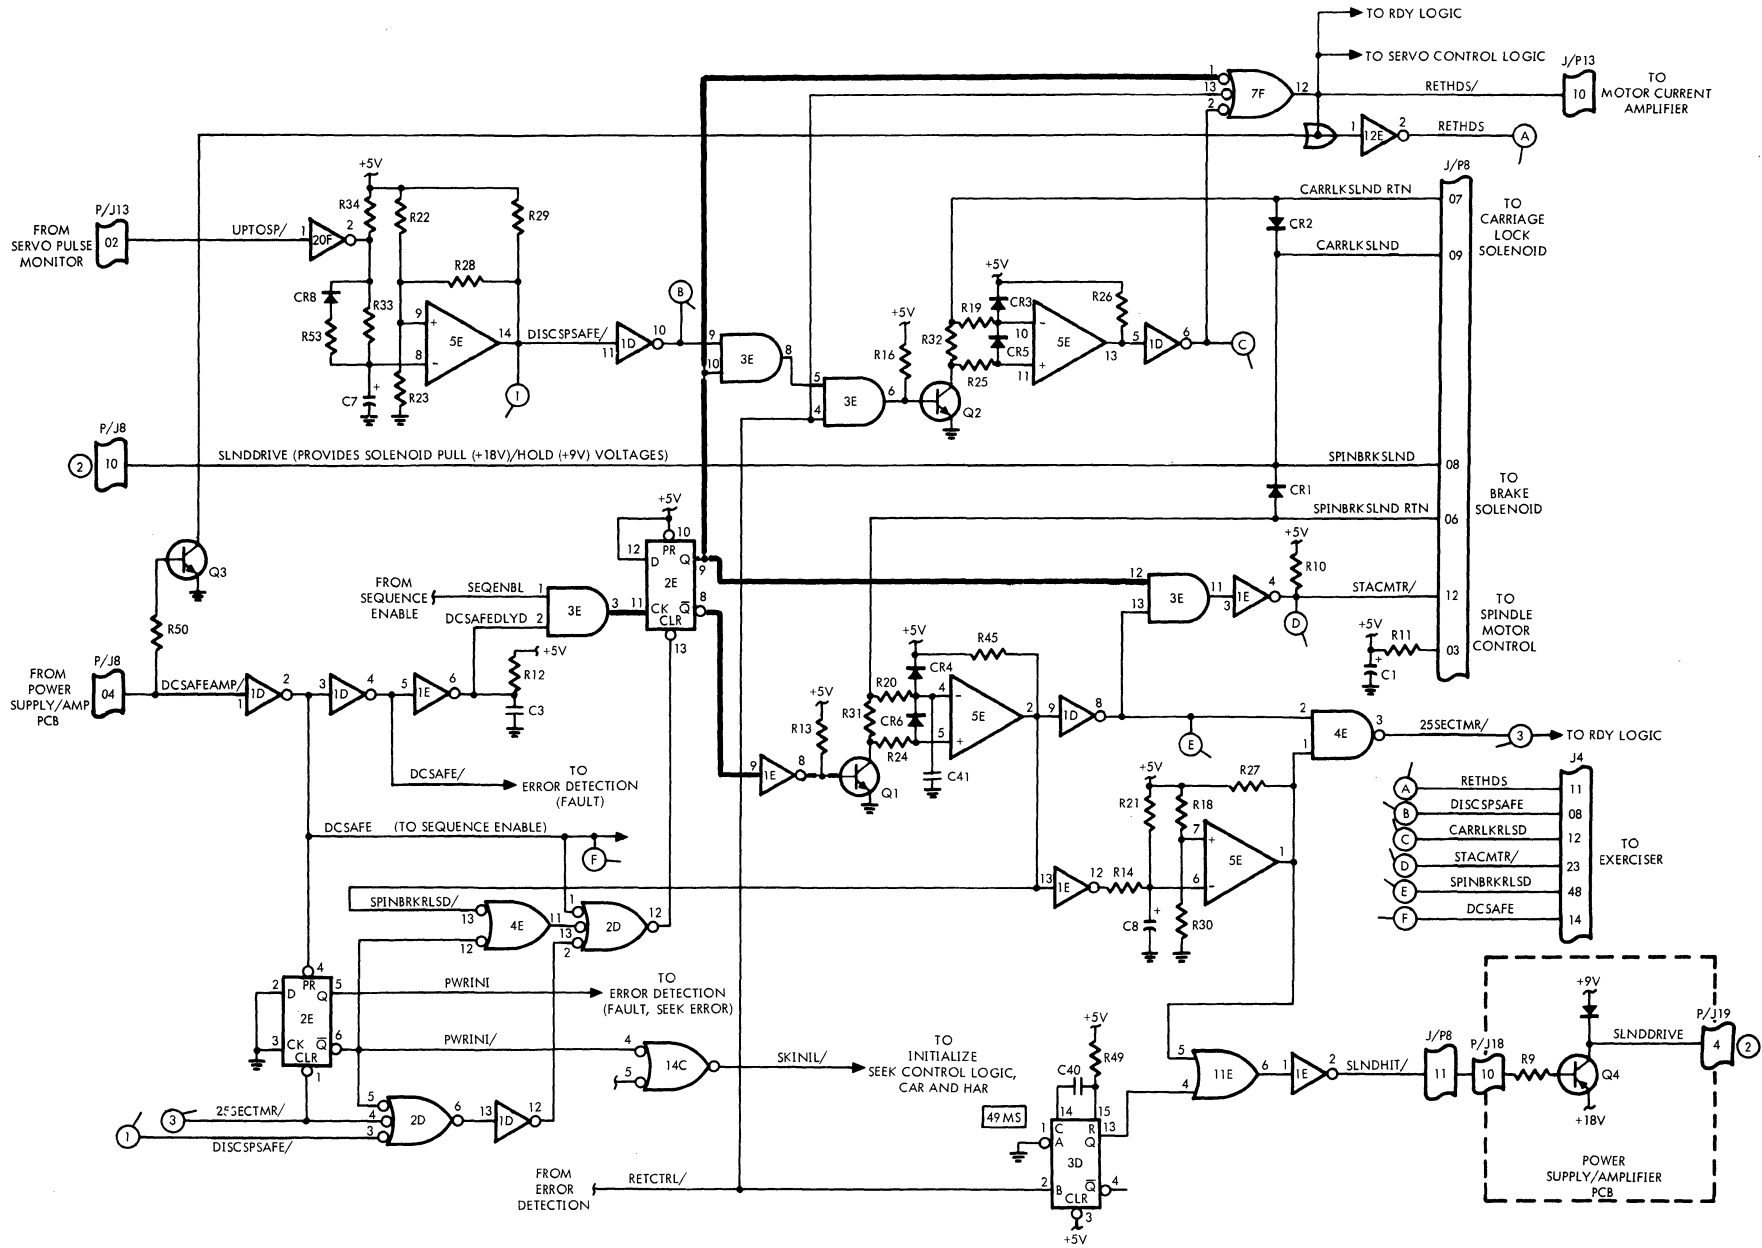 TO RDY LOGIC
TO SERVO CONTROL LOGIC
J/P13
1
13
2
7F
12
RETHDS/
10
TO
MOTOR CURRENT
AMPLIFIER
1
12E
2
RETHDS
A
J/P8
+5V
R34
R22
R29
FROM
SERVO PULSE
MONITOR
P/J13
02
UPTOSP/
1
20F
2
CARRLKSLND RTN
07
CR2
CARRLKSLND
09
TO
CARRIAGE
LOCK
SOLENOID
R28
CR8
R33
R53
9
+
5E
8
-
14
DISCSPSAFE/
11
1D
10
B
C7
+
R23
1
9
10
3E
8
5
4
3E
6
+5V
R16
Q2
+5V
R19
CR3
R32
CR5
R25
10
-
5E
11
+
13
R26
5
1D
6
C
P/J8
2
10
SLNDDRIVE (PROVIDES SOLENOID PULL (+18V)/HOLD (+9V) VOLTAGES)
SPINBRKSLND
08
CR1
SPINBRKSLND RTN
06
TO
BRAKE
SOLENOID
Q3
R50
FROM
SEQUENCE
ENABLE
SEQENBL
DCSAFEDLYD
1
2
3E
3
+5V
10
12
PR
D
Q
9
2E
11
CK
Q
8
CLR
13
12
13
3E
11
3
1E
4
+5V
R10
D
STACMTR/
12
TO
SPINDLE
MOTOR
CONTROL
+5V
R11
+
C1
03
FROM
POWER
SUPPLY/AMP
PCB
P/J8
04
DCSAFEAMP/
1
1D
2
3
1D
4
5
1E
6
+5V
R12
C3
DCSAFE/
TO
ERROR DETECTION
(FAULT)
DCSAFE (TO SEQUENCE ENABLE)
F
9
1E
8
+5V
R13
Q1
+5V
CR4
R20
R31
CR6
R24
R45
4
-
5E
5
+
2
C41
9
1D
8
E
2
1
4E
3
25SECTMR/
3
TO RDY LOGIC
J4
A
RETHDS
11
B
DISCSPSAFE
08
C
CARRLKRLSD
12
D
STACMTR/
23
E
SPINBRKRLSD
48
F
DCSAFE
14
TO
EXERCISER
+5V
R21
R18
R27
7
+
5E
6
-
1
13
1E
12
R14
+
C8
R30
SPINBRKRLSD/
13
12
4E
11
1
13
2
2D
12
4
2
PR
D
Q
5
2E
3
CK
Q
6
CLR
1
PWRINI
TO
ERROR DETECTION
(FAULT, SEEK ERROR)
PWRINI/
4
5
14C
SKINIL/
TO
INITIALIZE
SEEK CONTROL LOGIC,
CAR AND HAR
1
3
25SECTMR/
DISCSPSAFE/
5
4
3
2D
6
13
1D
12
FROM
ERROR
DETECTION
RETCTRL/
49 MS
+5V
R49
C40
14
15
1
C
R
A
Q
13
3D
2
B
Q
4
CLR
3
+5V
5
4
11E
6
1
1E
2
SLNDHIT/
J/P8
11
P/J18
10
R9
+9V
Q4
+18V
SLNDDRIVE
P/J19
4
2
POWER
SUPPLY/AMPLIFIER
PCB